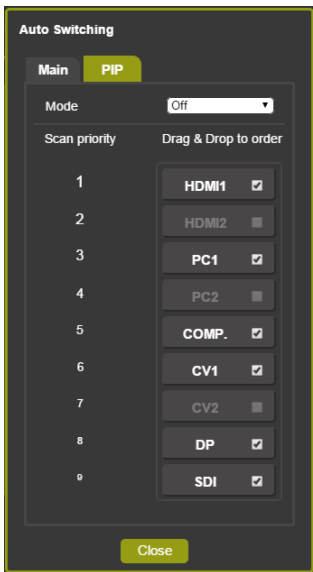 Auto Switching
Main PIP
Mode Off
Scan priority Drag & Drop to order
1 HDMI1
2 HDMI2
3 PC1
4 PC2
5 COMP.
6 CV1
7 CV2
8 DP
9 SDI
Close